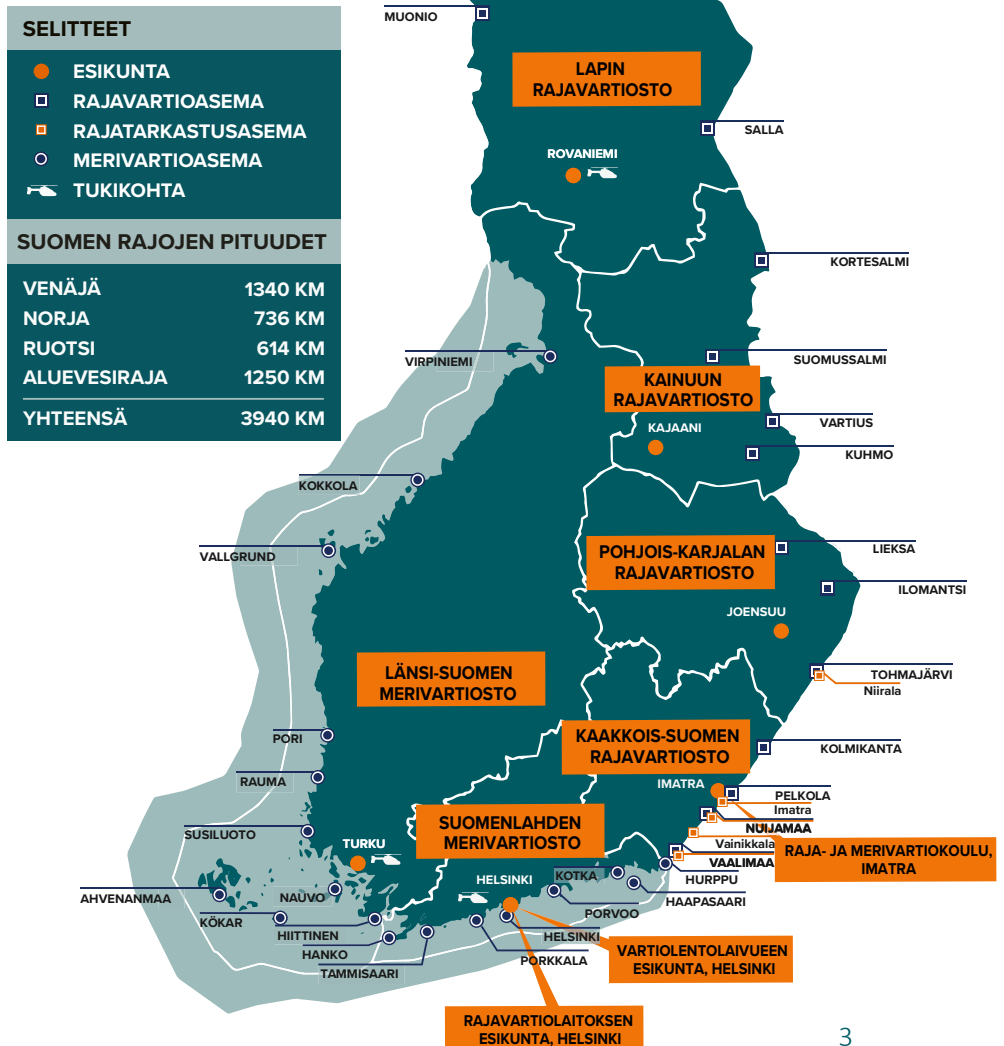 SELITTEET
ESIKUNTA
RAJAVARTIOASEMA
RAJATARKASTUSASEMA
MERIVARTIOASEMA
TUKIKOHTA
SUOMEN RAJOJEN PITUUDET
VENÄJÄ 1340 KM
NORJA 736 KM
RUOTSI 614 KM
ALUEVESIRAJA 1250 KM
YHTEENSÄ 3940 KM
MUONIO
LAPIN
RAJAVARTIOSTO
SALLA
ROVANIEMI
KORTESALMI
VIRPINIEMI
SUOMUSSALMI
KAINUUN
RAJAVARTIOSTO
KAJAANI
VARTIUS
KUHMO
KOKKOLA
VALLGRUND
POHJOIS-KARJALAN
RAJAVARTIOSTO
LIEKSA
ILOMANTSI
JOENSUU
LÄNSI-SUOMEN
MERIVARTIOSTO
TOHMAJÄRVI
Niirala
PORI
RAUMA
KAAKKOIS-SUOMEN
RAJAVARTIOSTO
KOLMIKANTA
IMATRA
PELKOLA
Imatra
NUIJAMAA
Vainikkala
VAALIMAA
RAJA- JA MERIVARTIOKOULU,
IMATRA
SUSILUOTO
TURKU
SUOMENLAHDEN
MERIVARTIOSTO
HURPPU
HAAPASAARI
KOTKA
HELSINKI
PORVOO
AHVENANMAA
NAUVO
KÖKAR
HIITTINEN
HANKO
TAMMISAARI
HELSINKI
PORKKALA
VARTIOLENTOLAIVUEEN
ESIKUNTA, HELSINKI
RAJAVARTIOLAITOKSEN
ESIKUNTA, HELSINKI
3